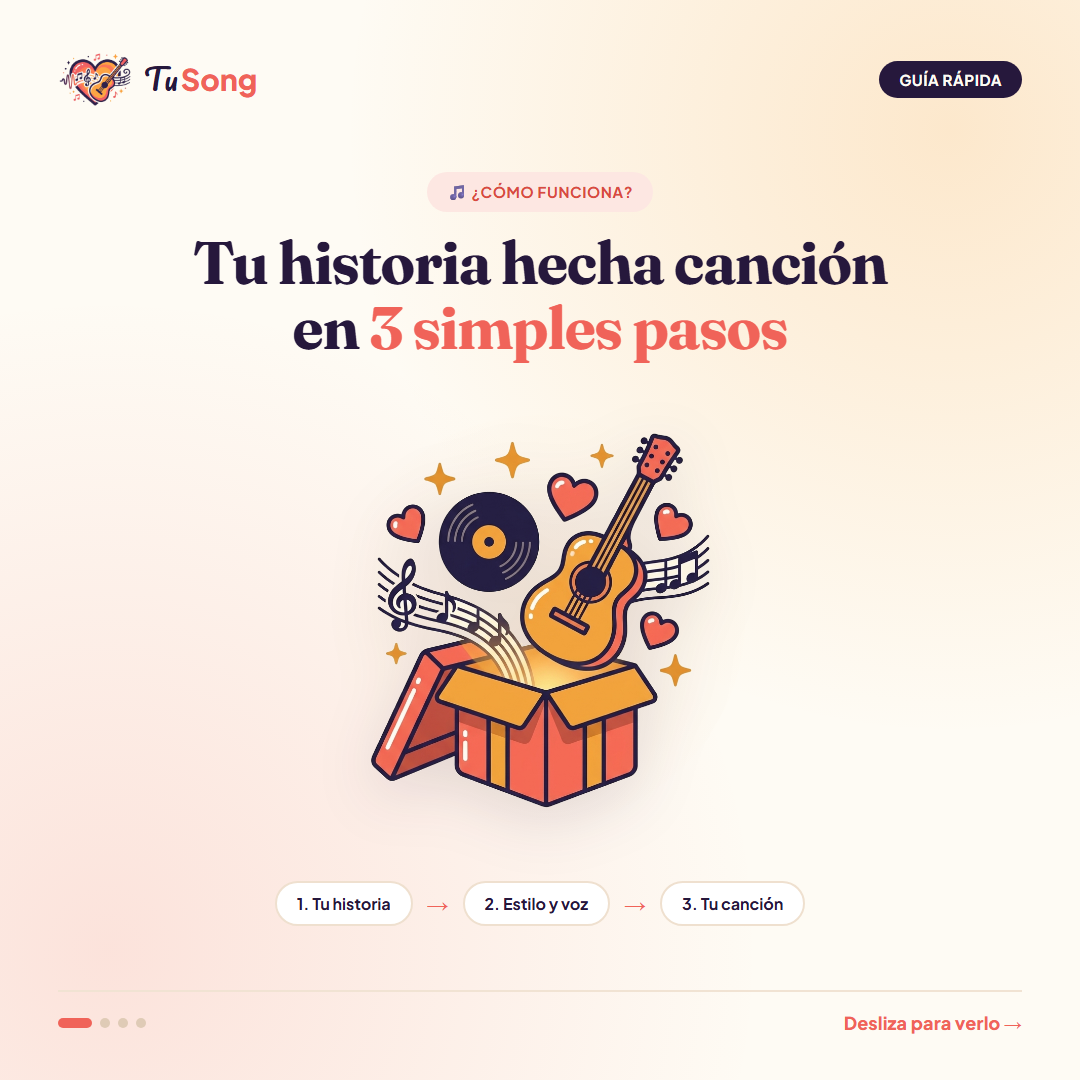 TuSong
GUÍA RÁPIDA
¿CÓMO FUNCIONA?
Tu historia hecha canción
en 3 simples pasos
1. Tu historia → 2. Estilo y voz → 3. Tu canción
Desliza para verlo →